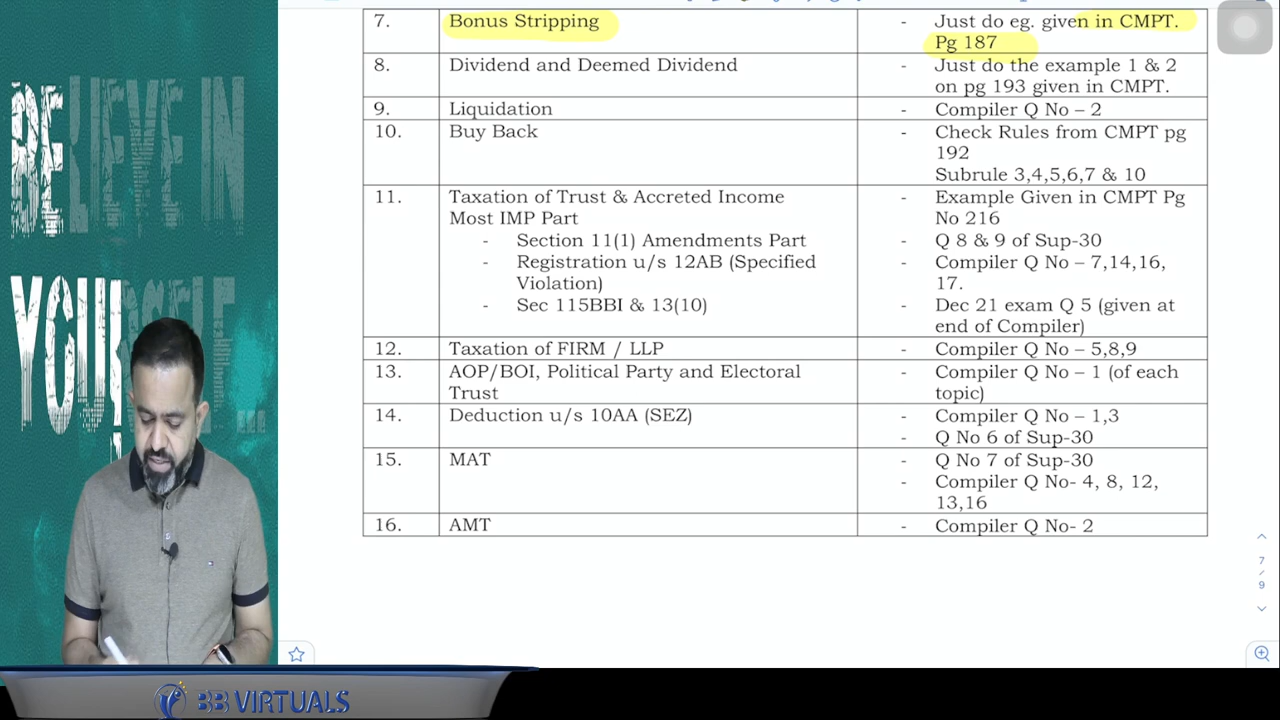 7. Bonus Stripping - Just do eg. given in CMPT.
Pg 187
8. Dividend and Deemed Dividend - Just do the example 1 & 2
on pg 193 given in CMPT.
9. Liquidation - Compiler Q No – 2
10. Buy Back - Check Rules from CMPT pg
192
Subrule 3,4,5,6,7 & 10
11. Taxation of Trust & Accreted Income - Example Given in CMPT Pg
Most IMP Part No 216
- Section 11(1) Amendments Part - Q 8 & 9 of Sup-30
- Registration u/s 12AB (Specified - Compiler Q No – 7,14,16,
Violation) 17.
- Sec 115BBI & 13(10) - Dec 21 exam Q 5 (given at
end of Compiler)
12. Taxation of FIRM / LLP - Compiler Q No – 5,8,9
13. AOP/BOI, Political Party and Electoral - Compiler Q No – 1 (of each
Trust topic)
14. Deduction u/s 10AA (SEZ) - Compiler Q No – 1,3
- Q No 6 of Sup-30
15. MAT - Q No 7 of Sup-30
- Compiler Q No- 4, 8, 12,
13,16
16. AMT - Compiler Q No- 2
7
/
9
BELIEVE IN
BB VIRTUALS